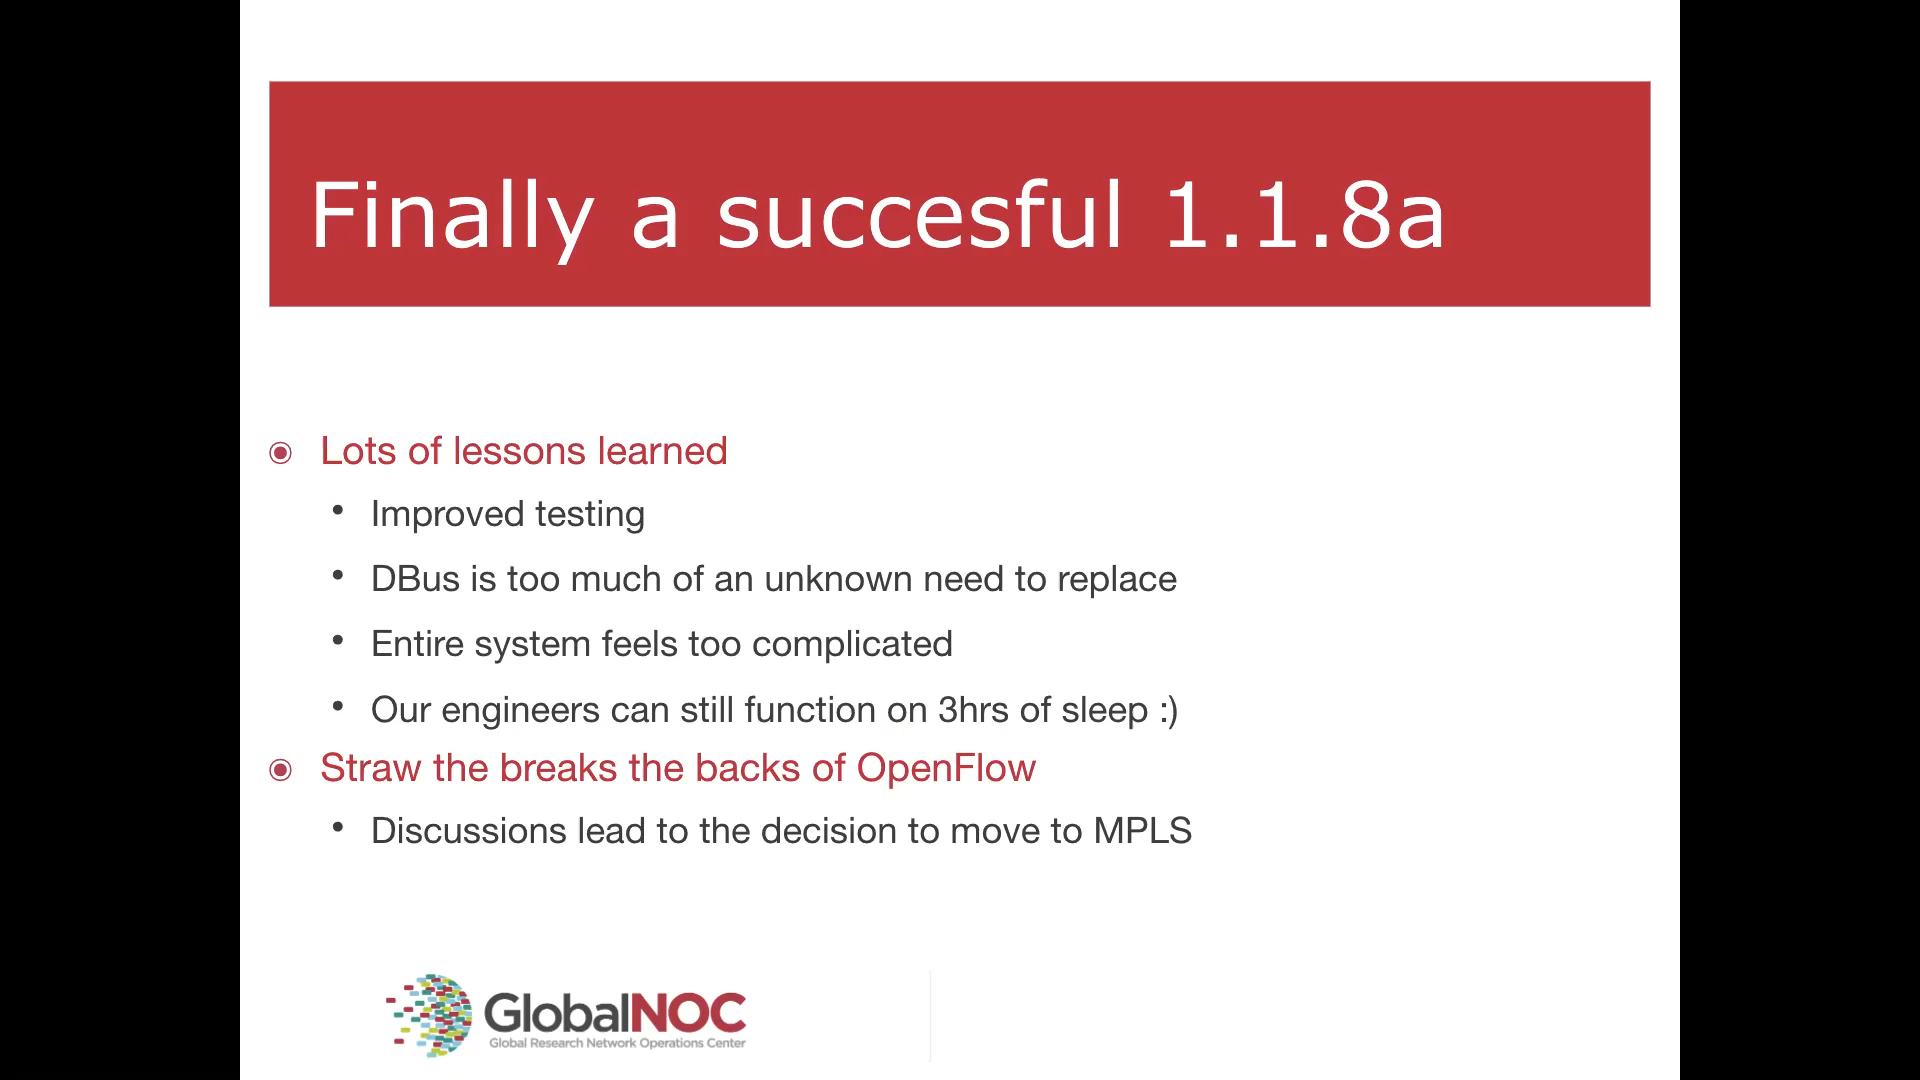 Finally a succesful 1.1.8a
Lots of lessons learned
Improved testing
DBus is too much of an unknown need to replace
Entire system feels too complicated
Our engineers can still function on 3hrs of sleep :)
Straw the breaks the backs of OpenFlow
Discussions lead to the decision to move to MPLS
GlobalNOC
Global Research Network Operations Center